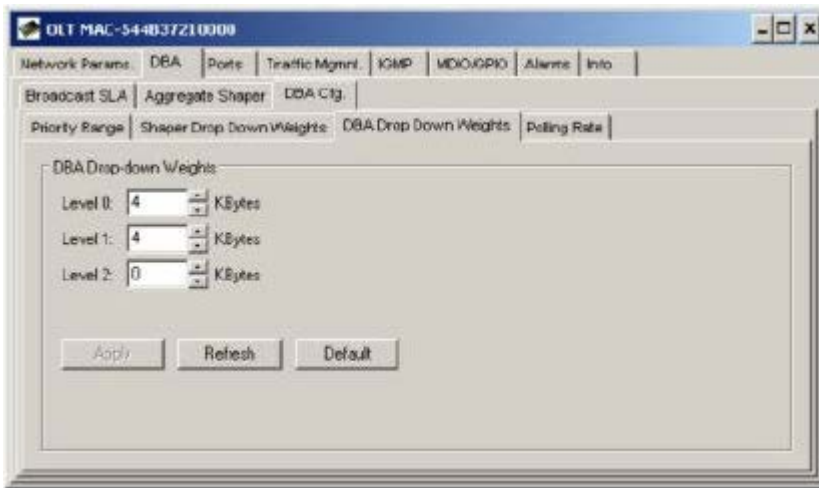 OLT MAC-544B37210000
Network Params. DBA Ports Traffic Mgmnt. IGMP MDIO/GPIO Alarms Info
Broadcast SLA Aggregate Shaper DBA Cfg.
Priorty Range Shaper Drop Down Weights DBA Drop Down Weights Polling Rate
DBA Drop-down Weights
Level 0: 4 KBytes
Level 1: 4 KBytes
Level 2: 0 KBytes
Apply Refresh Default